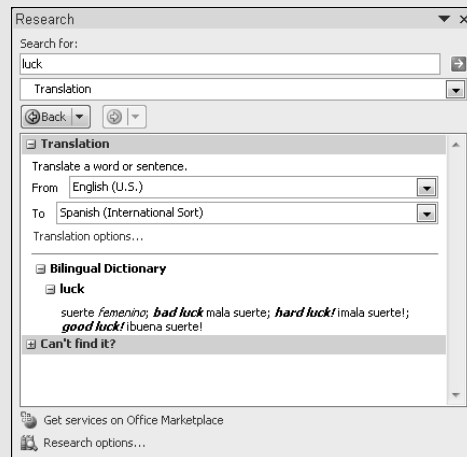 Research
Search for:
luck
Translation
Back
Translation
Translate a word or sentence.
From English (U.S.)
To Spanish (International Sort)
Translation options...
Bilingual Dictionary
luck
suerte femenino; bad luck mala suerte; hard luck! ¡mala suerte!;
good luck! ¡buena suerte!
Can't find it?
Get services on Office Marketplace
Research options...